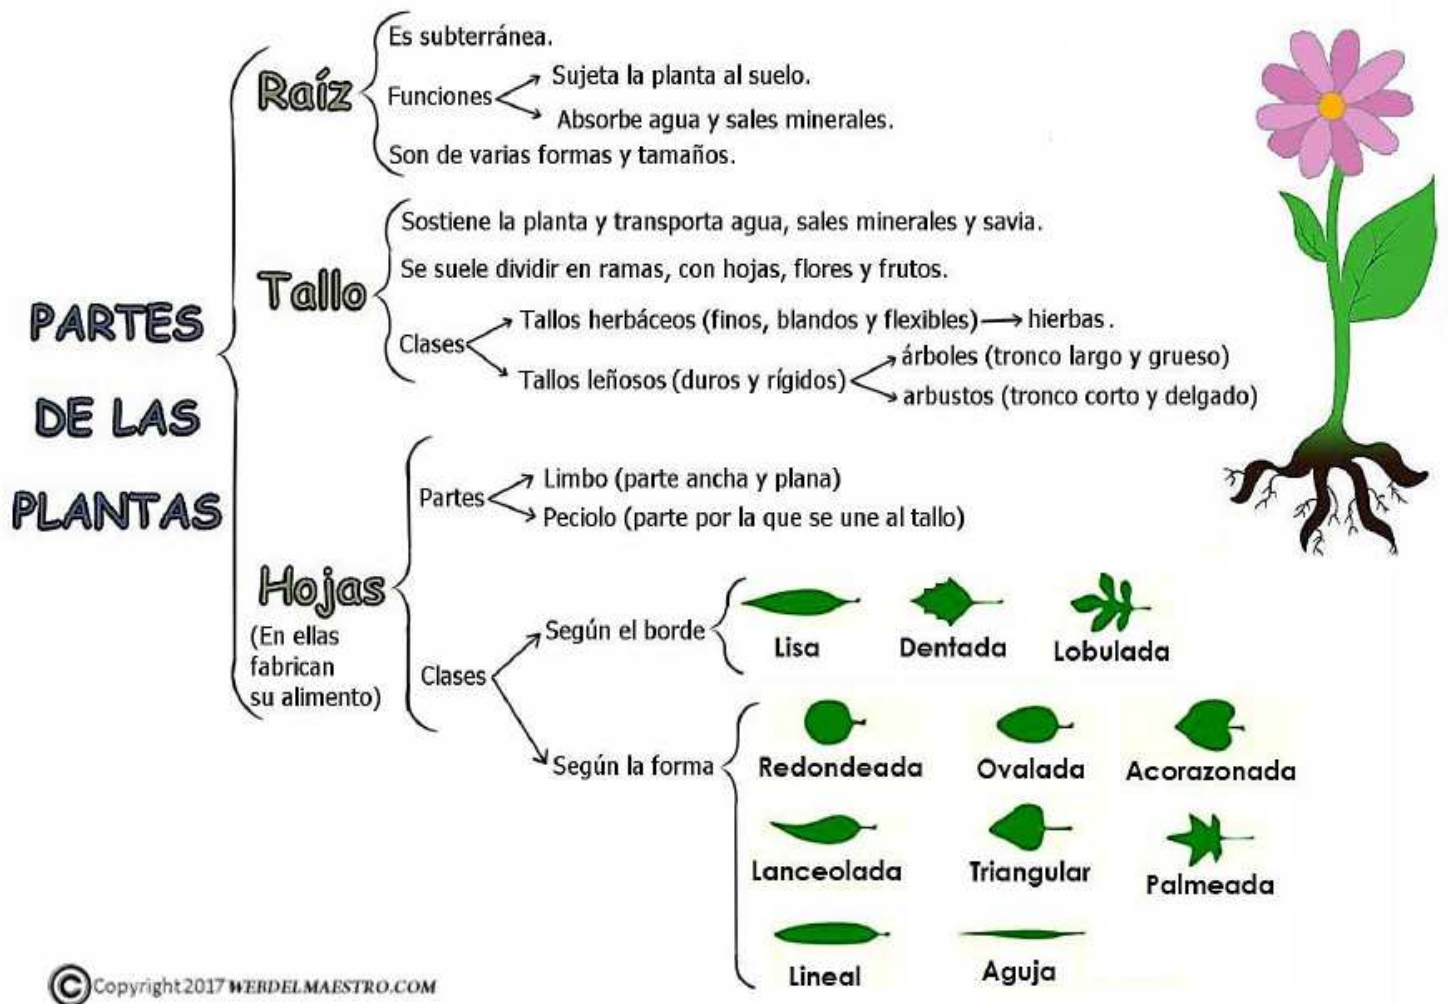 PARTES
DE LAS
PLANTAS
Raíz
Es subterránea.
Funciones
Sujeta la planta al suelo.
Absorbe agua y sales minerales.
Son de varias formas y tamaños.
Tallo
Sostiene la planta y transporta agua, sales minerales y savia.
Se suele dividir en ramas, con hojas, flores y frutos.
Clases
Tallos herbáceos (finos, blandos y flexibles) hierbas.
Tallos leñosos (duros y rígidos)
árboles (tronco largo y grueso)
arbustos (tronco corto y delgado)
Hojas
(En ellas
fabrican
su alimento)
Partes
Limbo (parte ancha y plana)
Peciolo (parte por la que se une al tallo)
Clases
Según el borde
Lisa Dentada Lobulada
Según la forma
Redondeada Ovalada Acorazonada
Lanceolada Triangular Palmeada
Lineal Aguja
© Copyright 2017 WEBDELMAESTRO.COM